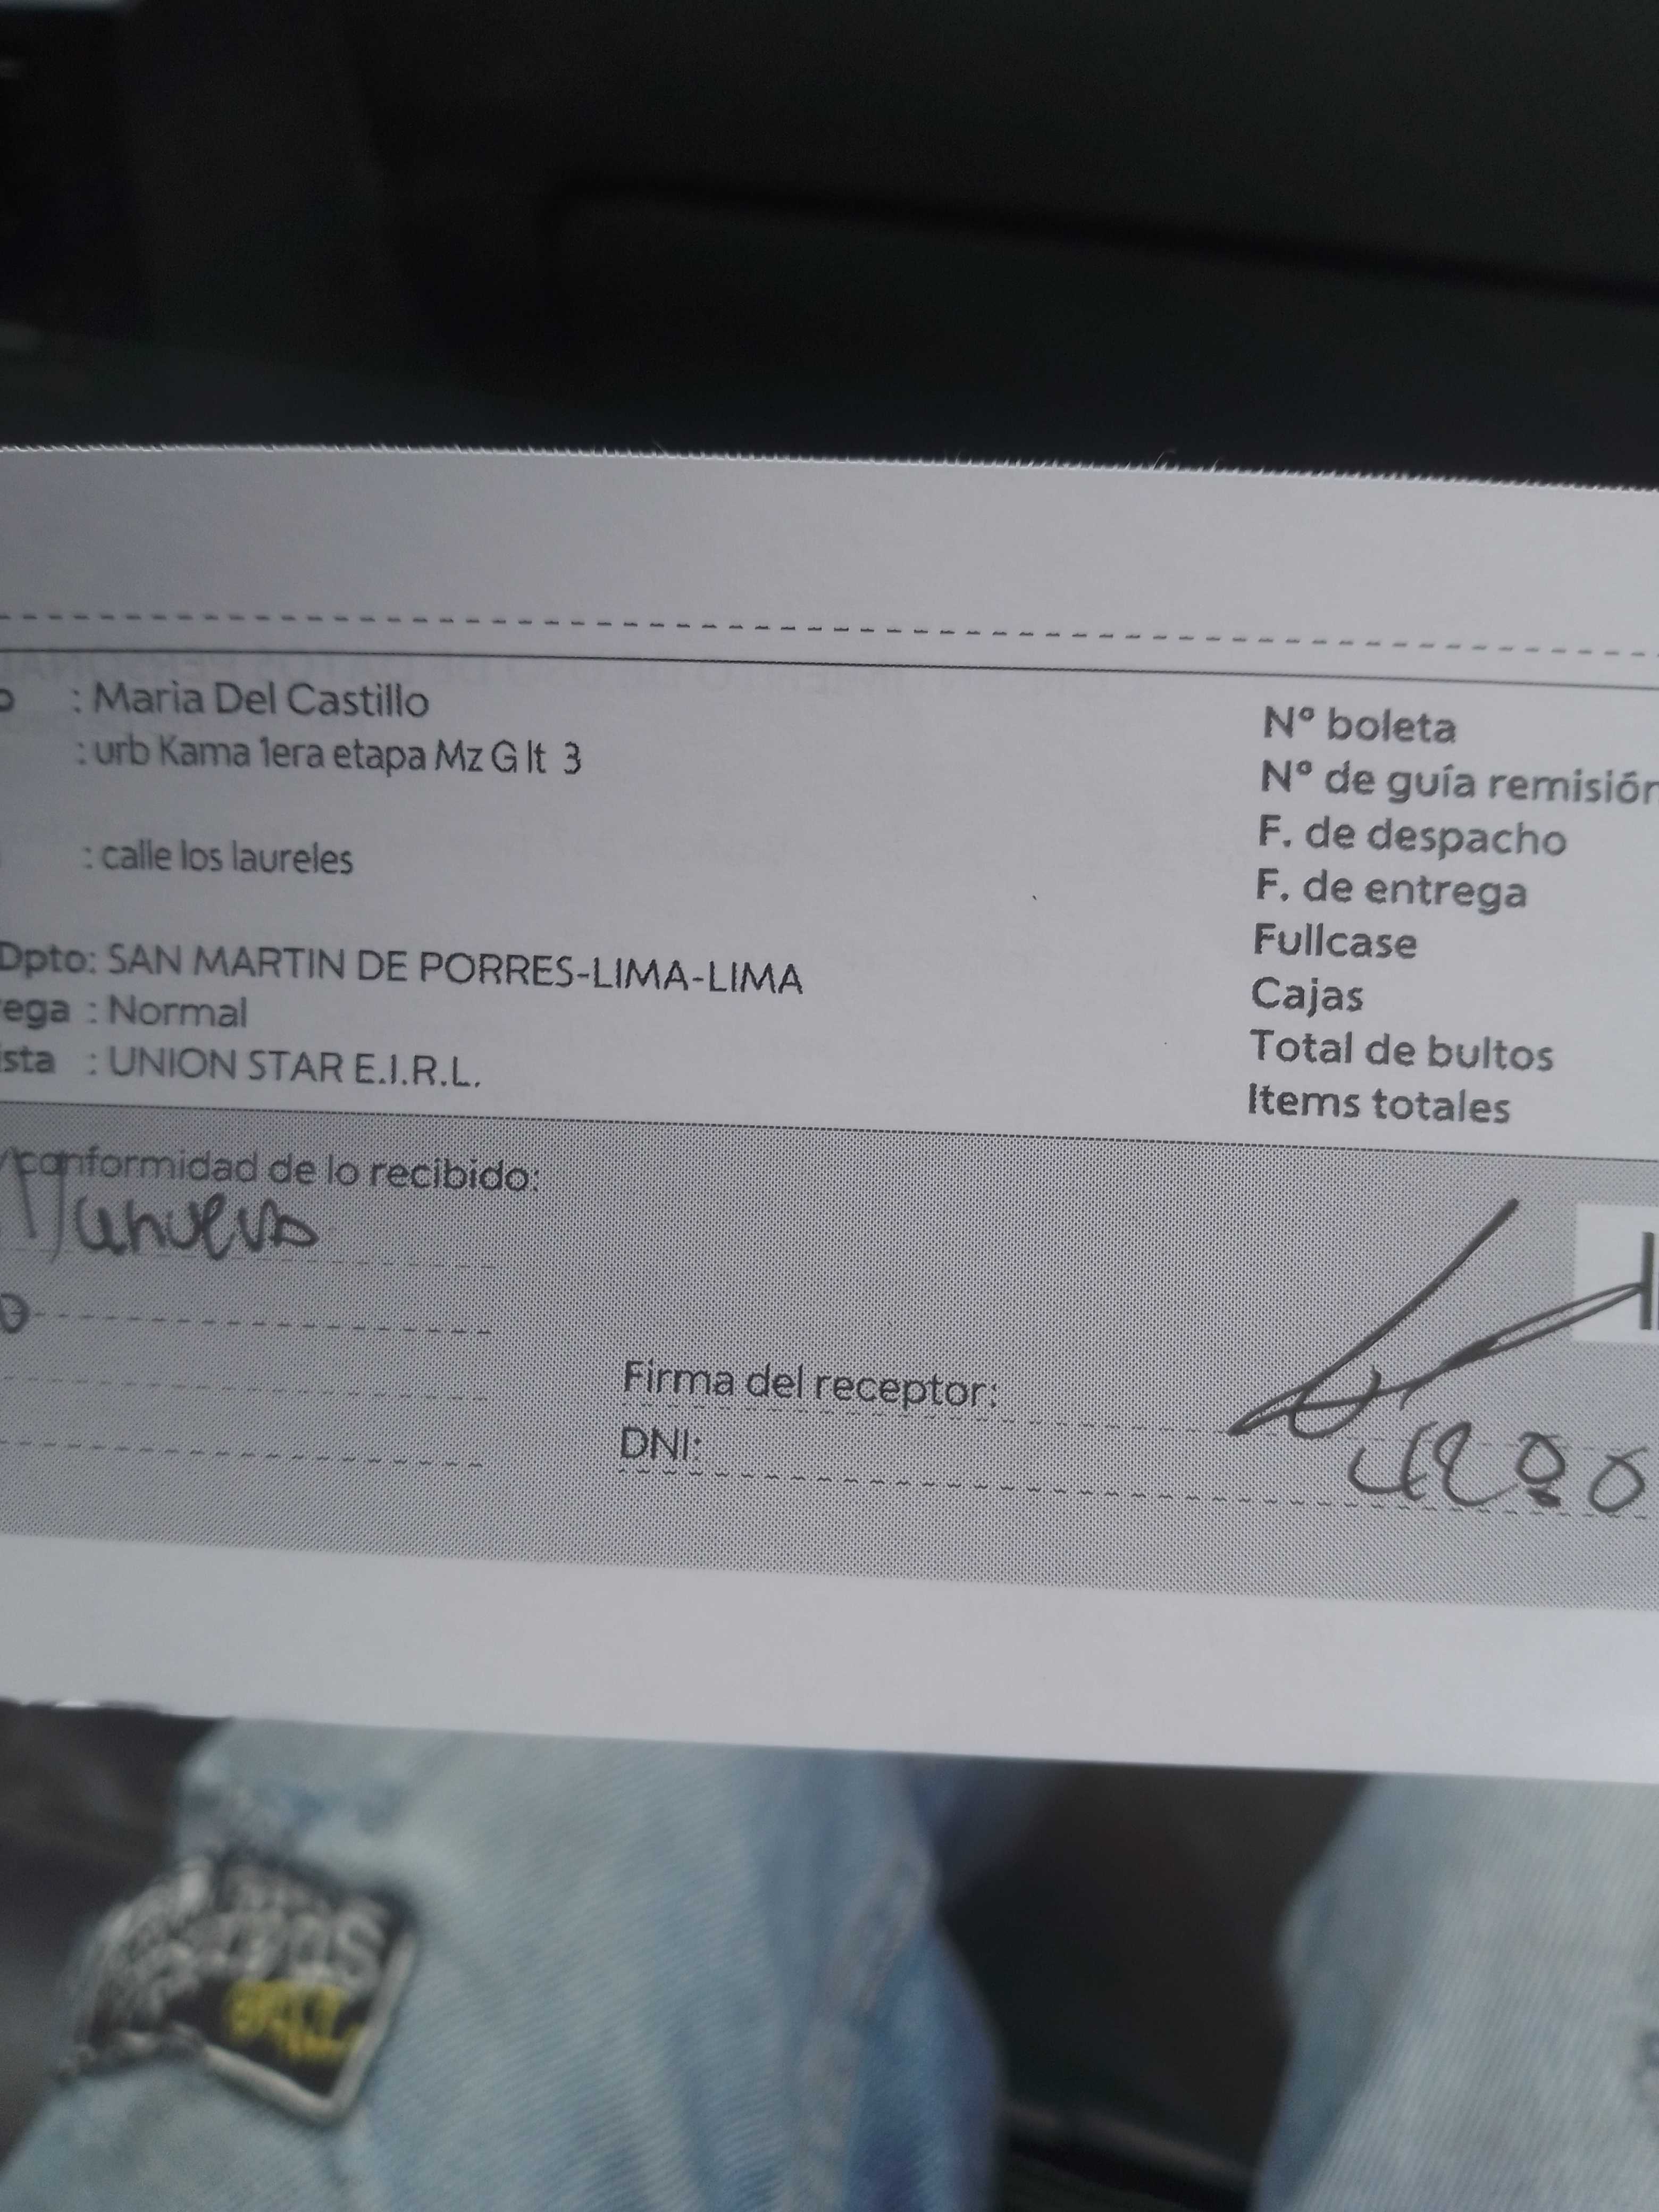 : Maria Del Castillo
: urb Kama 1era etapa Mz G lt 3
: calle los laureles
Dpto: SAN MARTIN DE PORRES-LIMA-LIMA
ega : Normal
ista : UNION STAR E.I.R.L.
Nº boleta
Nº de guía remisión
F. de despacho
F. de entrega
Fullcase
Cajas
Total de bultos
Items totales
conformidad de lo recibido:
Firma del receptor:
DNI: